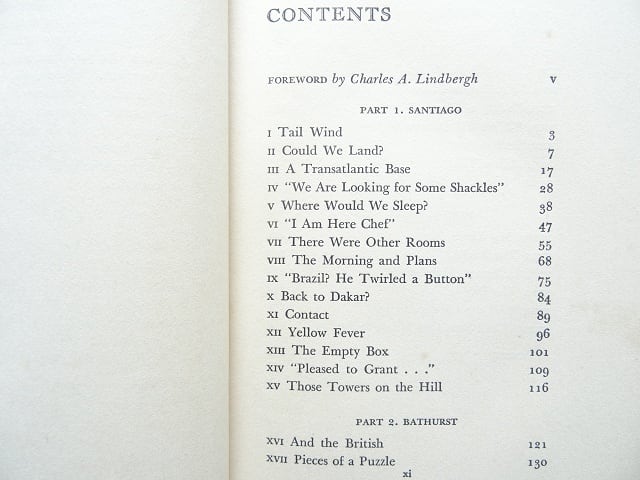 CONTENTS
FOREWORD by Charles A. Lindbergh v
PART 1. SANTIAGO
I Tail Wind 3
II Could We Land? 7
III A Transatlantic Base 17
IV "We Are Looking for Some Shackles" 28
V Where Would We Sleep? 38
VI "I Am Here Chef" 47
VII There Were Other Rooms 55
VIII The Morning and Plans 68
IX "Brazil? He Twirled a Button" 75
X Back to Dakar? 84
XI Contact 89
XII Yellow Fever 96
XIII The Empty Box 101
XIV "Pleased to Grant . . ." 109
XV Those Towers on the Hill 116
PART 2. BATHURST
XVI And the British 121
XVII Pieces of a Puzzle 130
xi